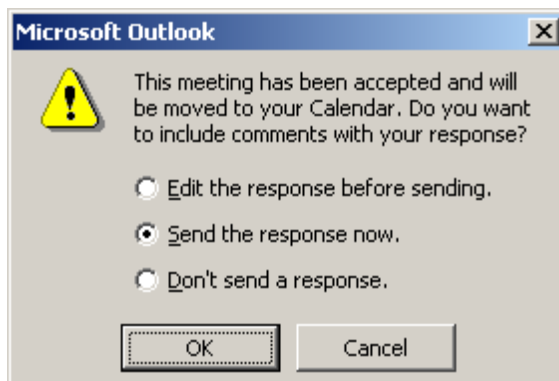 Microsoft Outlook
This meeting has been accepted and will
be moved to your Calendar. Do you want
to include comments with your response?
Edit the response before sending.
Send the response now.
Don't send a response.
OK
Cancel